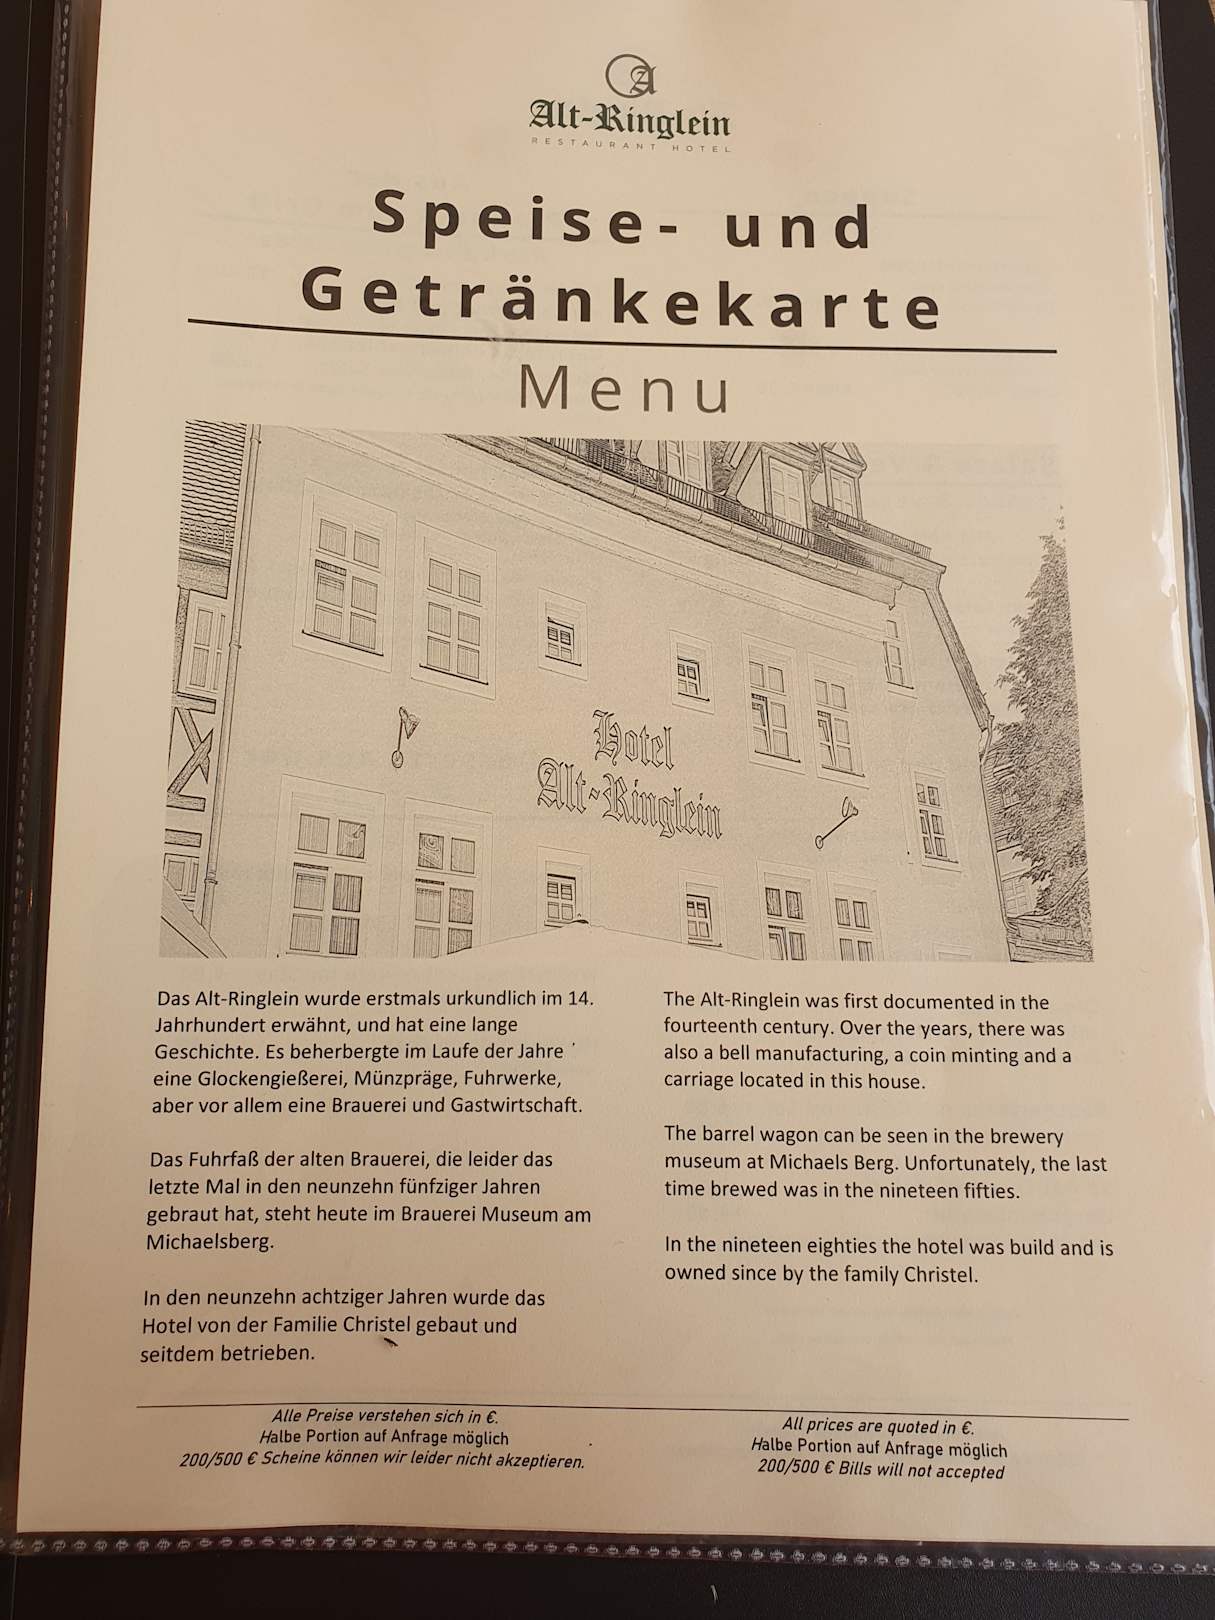 A
Alt-Ringlein
RESTAURANT HOTEL
Speise- und
Getränkekarte
Menu
Hotel
Alt-Ringlein
Das Alt-Ringlein wurde erstmals urkundlich im 14.
Jahrhundert erwähnt, und hat eine lange
Geschichte. Es beherbergte im Laufe der Jahre
eine Glockengießerei, Münzpräge, Fuhrwerke,
aber vor allem eine Brauerei und Gastwirtschaft.
Das Fuhrfaß der alten Brauerei, die leider das
letzte Mal in den neunzehn fünfziger Jahren
gebraut hat, steht heute im Brauerei Museum am
Michaelsberg.
In den neunzehn achtziger Jahren wurde das
Hotel von der Familie Christel gebaut und
seitdem betrieben.
The Alt-Ringlein was first documented in the
fourteenth century. Over the years, there was
also a bell manufacturing, a coin minting and a
carriage located in this house.
The barrel wagon can be seen in the brewery
museum at Michaels Berg. Unfortunately, the last
time brewed was in the nineteen fifties.
In the nineteen eighties the hotel was build and is
owned since by the family Christel.
Alle Preise verstehen sich in €.
Halbe Portion auf Anfrage möglich
200/500 € Scheine können wir leider nicht akzeptieren.
All prices are quoted in €.
Halbe Portion auf Anfrage möglich
200/500 € Bills will not accepted